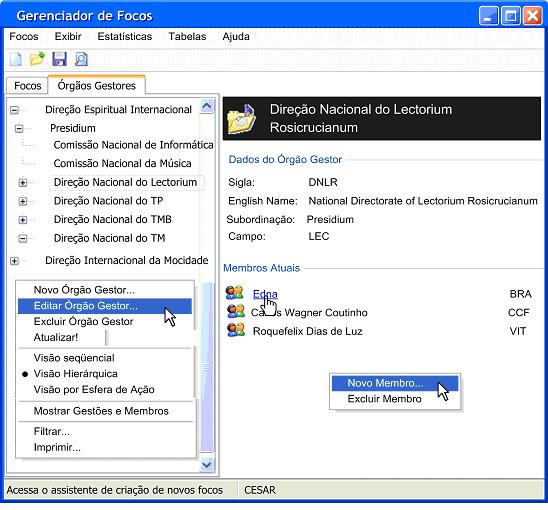 Gerenciador de Focos
Focos Exibir Estatísticas Tabelas Ajuda
Focos Órgãos Gestores
Direção Espiritual Internacional
Presidium
Comissão Nacional de Informática
Comissão Nacional da Música
Direção Nacional do Lectorium
Direção Nacional do TP
Direção Nacional do TMB
Direção Nacional do TM
Direção Internacional da Mocidade
Novo Órgão Gestor...
Editar Órgão Gestor...
Excluir Órgão Gestor
Atualizar!
Visão seqüencial
Visão Hierárquica
Visão por Esfera de Ação
Mostrar Gestões e Membros
Filtrar...
Imprimir...
Direção Nacional do Lectorium
Rosicrucianum
Dados do Órgão Gestor
Sigla: DNLR
English Name: National Directorate of Lectorium Rosicrucianum
Subordinação: Presidium
Campo: LEC
Membros Atuais
Edna BRA
Wagner Coutinho CCF
Roquefelix Dias de Luz VIT
Novo Membro...
Excluir Membro
Acessa o assistente de criação de novos focos CESAR